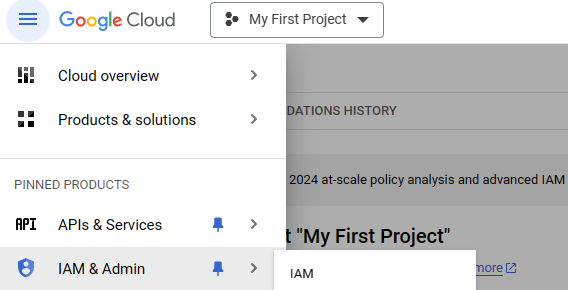 Google Cloud
My First Project
Cloud overview
Products & solutions
DATIONS HISTORY
PINNED PRODUCTS
2024 at-scale policy analysis and advanced IAM
API APIs & Services
t "My First Project"
IAM & Admin
IAM
more